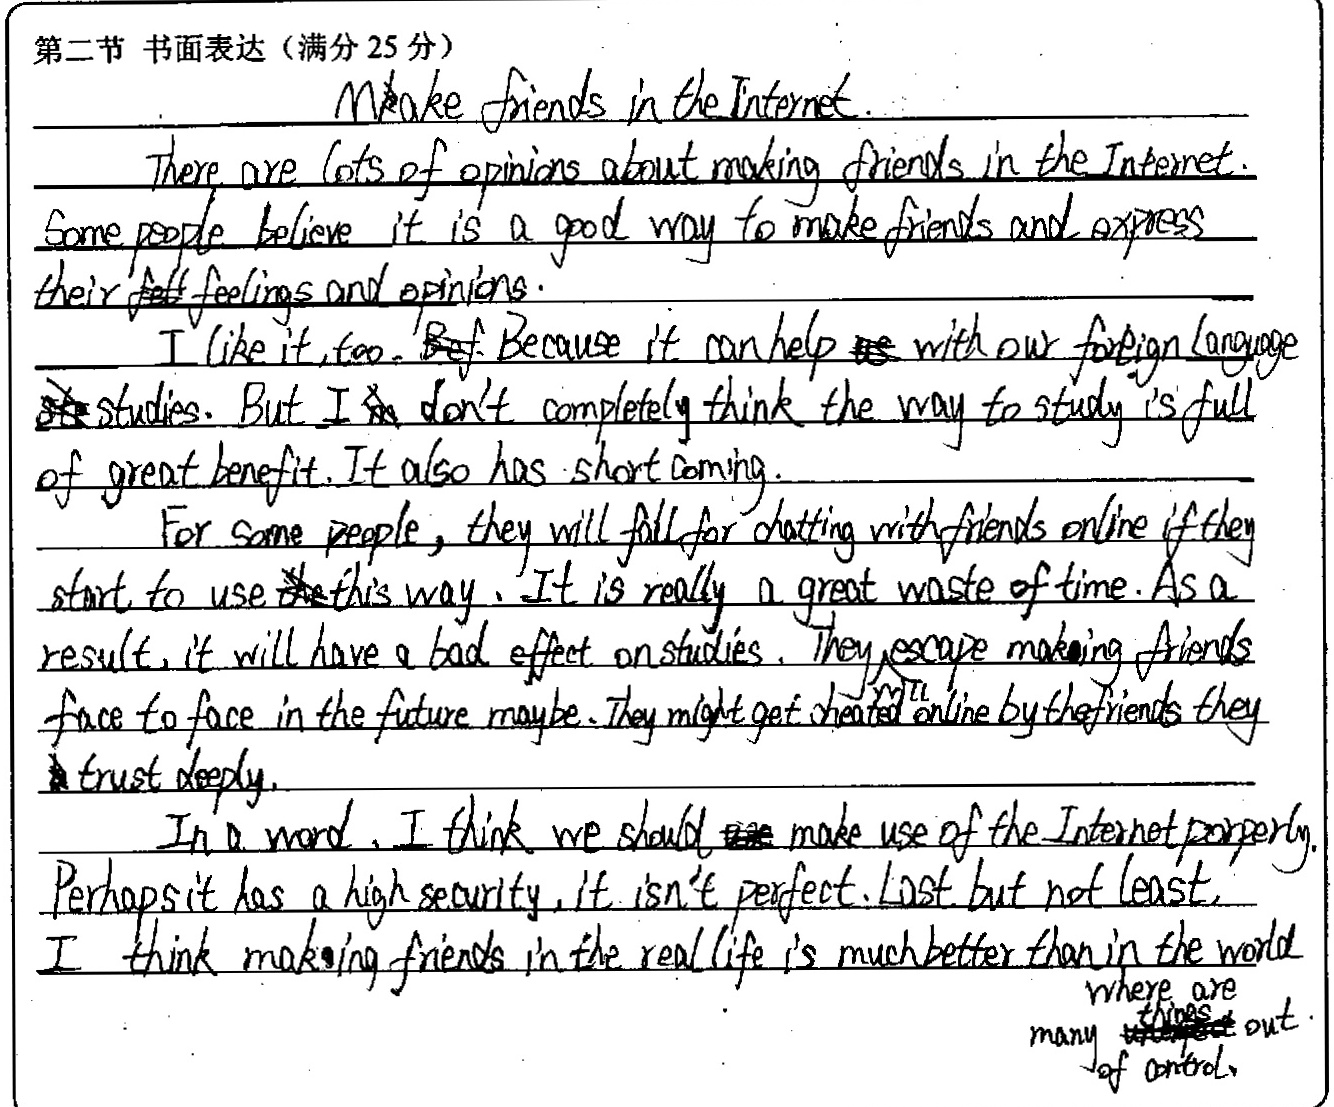 第二节 书面表达（满分 25 分）
Make friends in the Internet.
There are lots of opinions about making friends in the Internet.
Some people believe it is a good way to make friends and express
their feelings and opinions.
I like it, too. Because it can help with our foreign language
studies. But I don't completely think the way to study is full
of great benefit. It also has shortcoming.
For some people, they will fall for chatting with friends online if they
start to use this way. It is really a great waste of time. As a
result, it will have a bad effect on studies. They will escape making friends
face to face in the future maybe. They might get cheated online by the friends they
trust deeply.
In a word, I think we should make use of the Internet porperly.
Perhaps it has a high security, it isn't perfect. Last but not least,
I think making friends in the real life is much better than in the world
where are
many things out
of control.